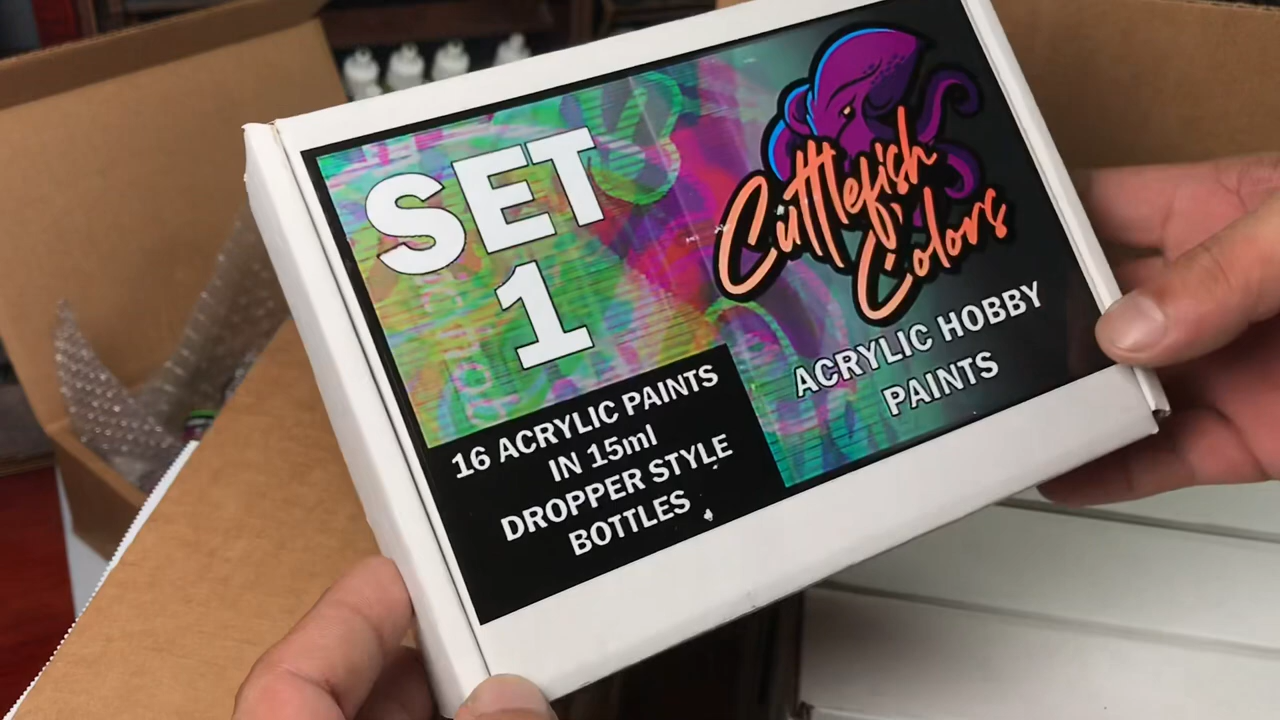 SET
1
Cuttlefish
Colors
ACRYLIC HOBBY
PAINTS
16 ACRYLIC PAINTS
IN 15ml
DROPPER STYLE
BOTTLES